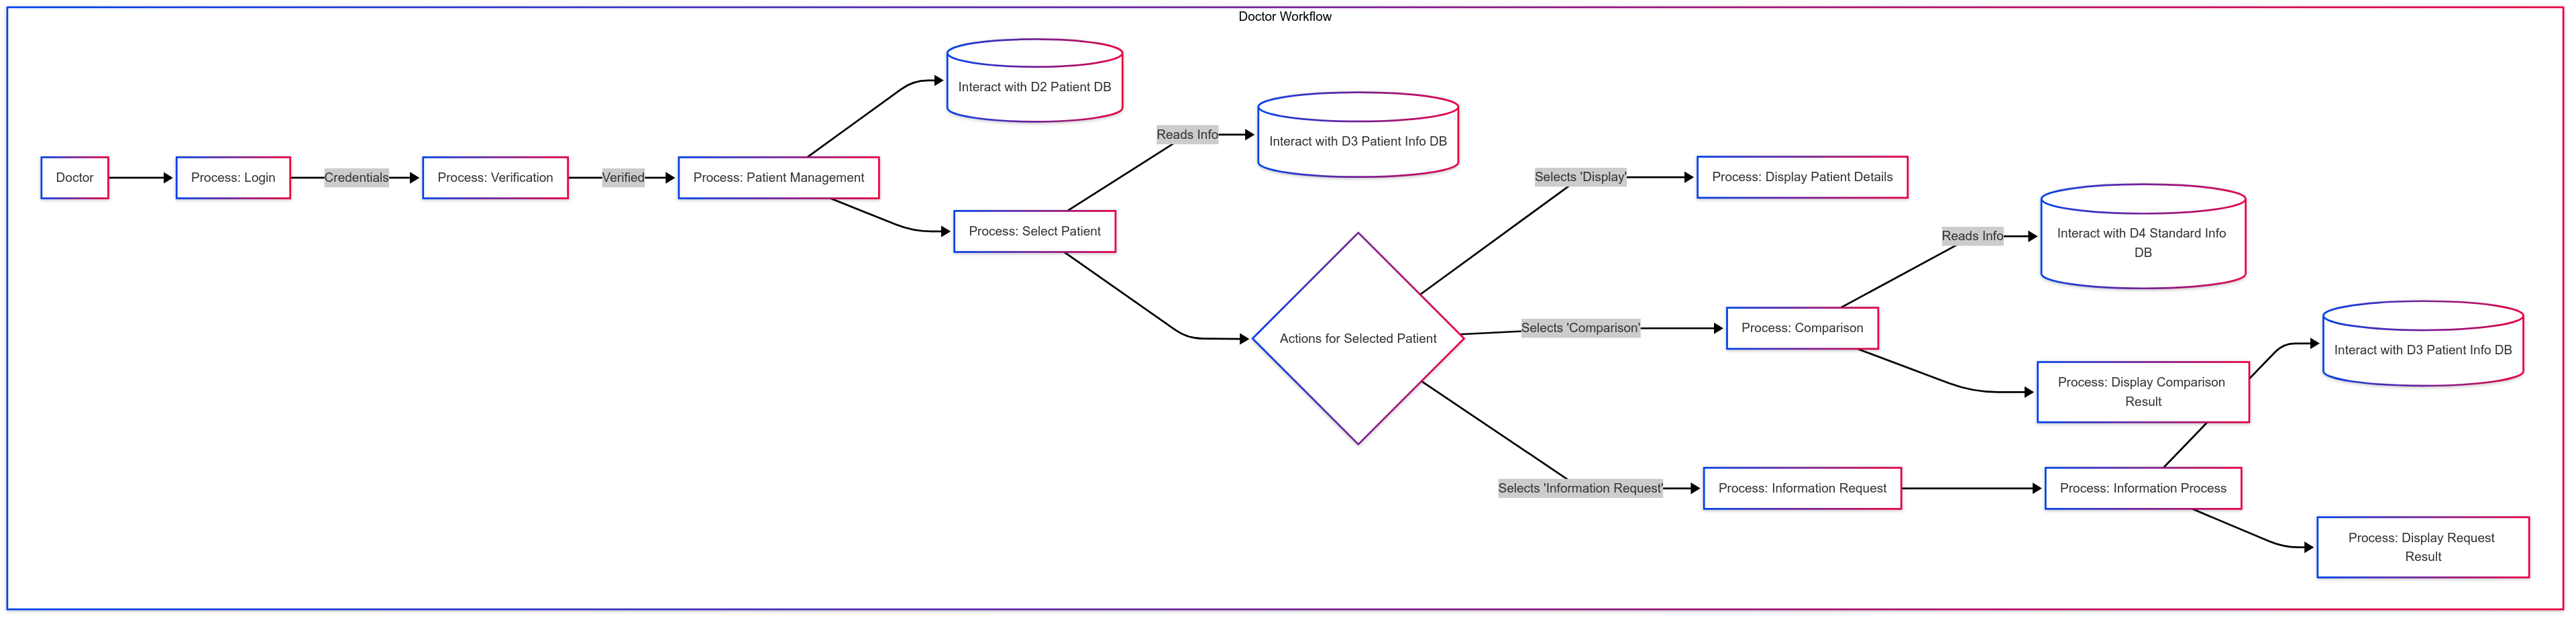 Doctor Workflow
Doctor
Process: Login
Credentials
Process: Verification
Verified
Process: Patient Management
Interact with D2 Patient DB
Process: Select Patient
Reads Info
Interact with D3 Patient Info DB
Actions for Selected Patient
Selects 'Display'
Process: Display Patient Details
Selects 'Comparison'
Process: Comparison
Reads Info
Interact with D4 Standard Info
DB
Process: Display Comparison
Result
Selects 'Information Request'
Process: Information Request
Process: Information Process
Interact with D3 Patient Info DB
Process: Display Request
Result